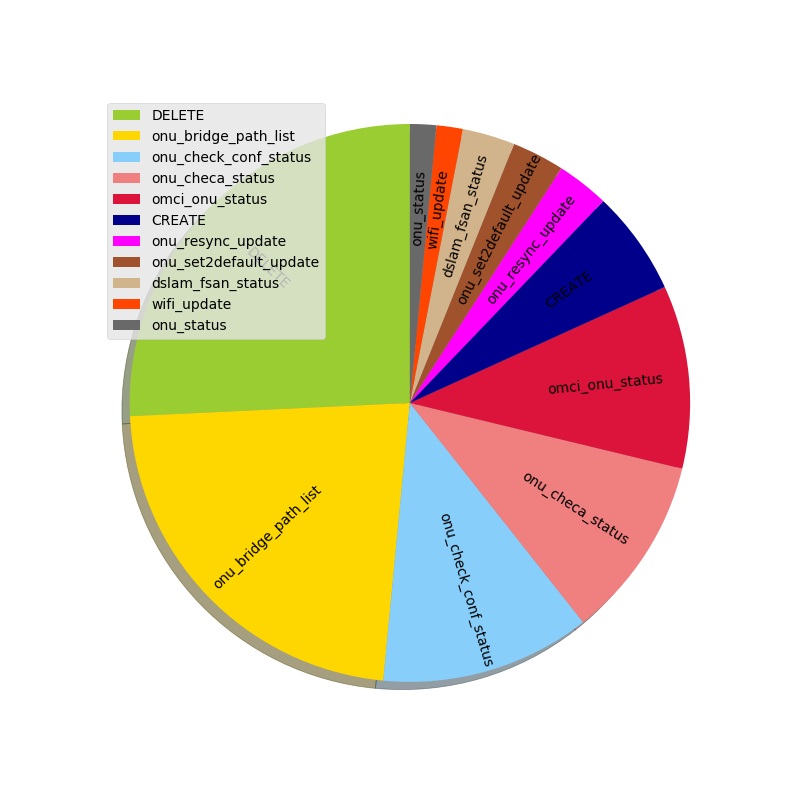 DELETE
onu_bridge_path_list
onu_check_conf_status
onu_checa_status
omci_onu_status
CREATE
onu_resync_update
onu_set2default_update
dslam_fsan_status
wifi_update
onu_status
DELETE
onu_bridge_path_list
onu_check_conf_status
onu_checa_status
omci_onu_status
CREATE
onu_resync_update
onu_set2default_update
dslam_fsan_status
wifi_update
onu_status